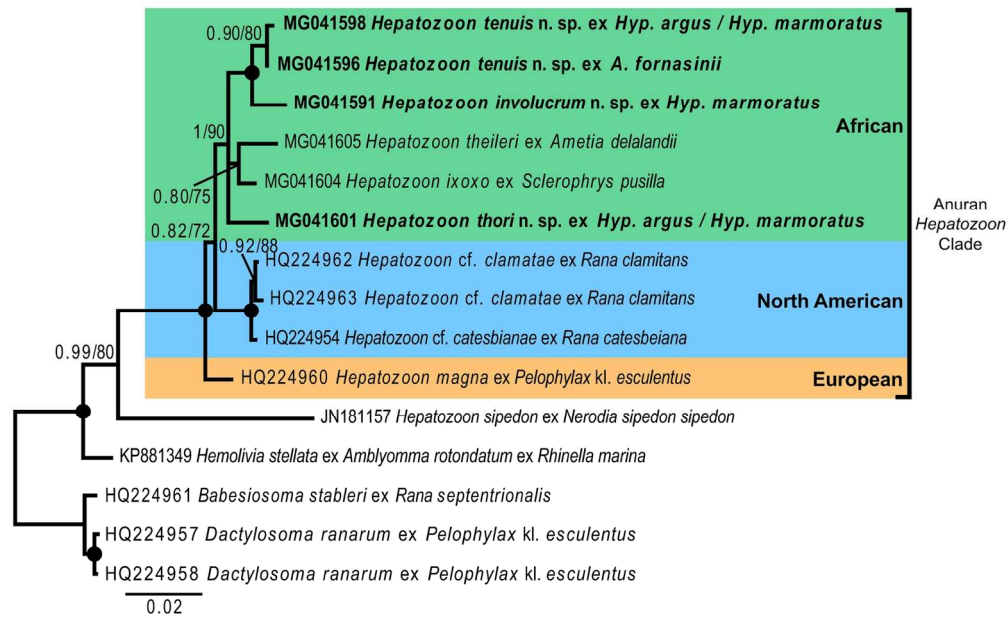 0.90/80
MG041598 Hepatozoon tenuis n. sp. ex Hyp. argus / Hyp. marmoratus
MG041596 Hepatozoon tenuis n. sp. ex A. fornasinii
MG041591 Hepatozoon involucrum n. sp. ex Hyp. marmoratus
African
1/90
MG041605 Hepatozoon theileri ex Ametia delalandii
MG041604 Hepatozoon ixoxo ex Sclerophrys pusilla
0.80/75
MG041601 Hepatozoon thori n. sp. ex Hyp. argus / Hyp. marmoratus
Anuran
Hepatozoon
Clade
0.82/72
0.92/88
HQ224962 Hepatozoon cf. clamatae ex Rana clamitans
HQ224963 Hepatozoon cf. clamatae ex Rana clamitans
North American
HQ224954 Hepatozoon cf. catesbianae ex Rana catesbeiana
0.99/80
HQ224960 Hepatozoon magna ex Pelophylax kl. esculentus
European
JN181157 Hepatozoon sipedon ex Nerodia sipedon sipedon
KP881349 Hemolivia stellata ex Amblyomma rotondatum ex Rhinella marina
HQ224961 Babesiosoma stableri ex Rana septentrionalis
HQ224957 Dactylosoma ranarum ex Pelophylax kl. esculentus
HQ224958 Dactylosoma ranarum ex Pelophylax kl. esculentus
0.02